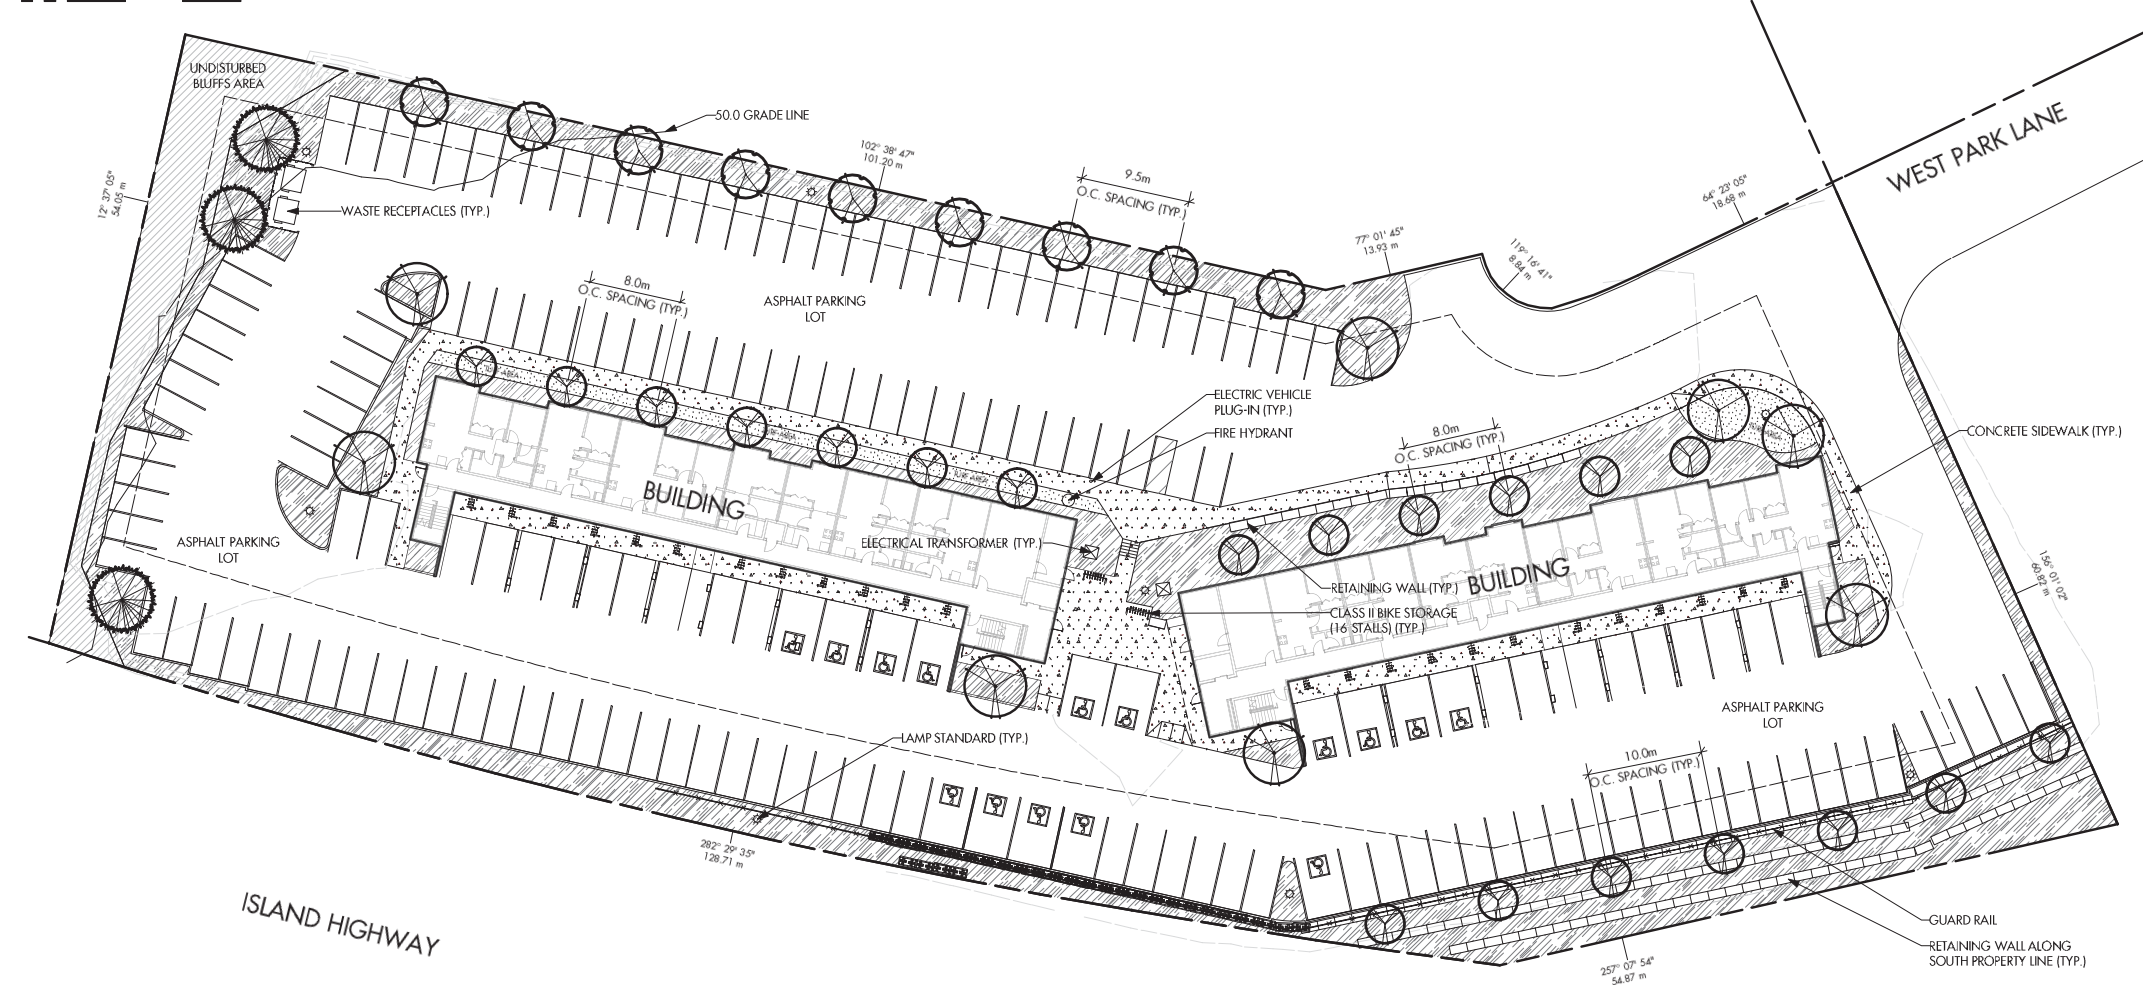 UNDISTURBED
BLUFFS AREA
50.0 GRADE LINE
102° 38' 47"
101.20 m
9.5m
O.C. SPACING (TYP.)
WEST PARK LANE
64° 23' 05"
18.68 m
12° 37' 05"
54.05 m
WASTE RECEPTACLES (TYP.)
77° 01' 45"
13.93 m
119° 16' 41"
8.84 m
8.0m
O.C. SPACING (TYP.)
ASPHALT PARKING
LOT
ELECTRIC VEHICLE
PLUG-IN (TYP.)
FIRE HYDRANT
8.0m
O.C. SPACING (TYP.)
CONCRETE SIDEWALK (TYP.)
BUILDING
ASPHALT PARKING
LOT
ELECTRICAL TRANSFORMER (TYP.)
RETAINING WALL (TYP.)
BUILDING
CLASS II BIKE STORAGE
(16 STALLS) (TYP.)
156° 01' 02"
60.82 m
ASPHALT PARKING
LOT
LAMP STANDARD (TYP.)
10.0m
O.C. SPACING (TYP.)
282° 29' 35"
128.71 m
ISLAND HIGHWAY
GUARD RAIL
RETAINING WALL ALONG
SOUTH PROPERTY LINE (TYP.)
257° 07' 54"
54.87 m